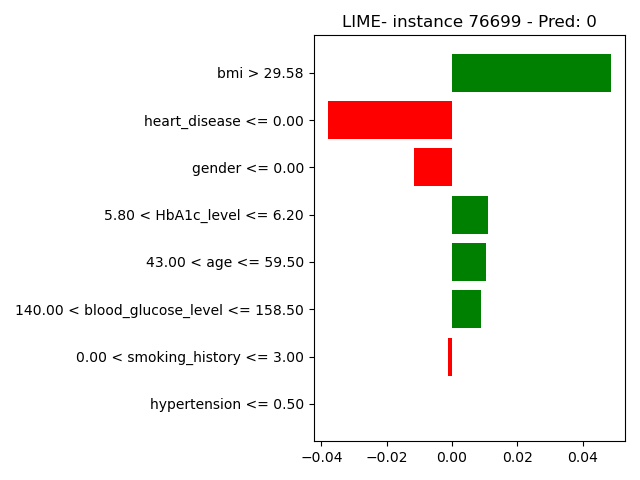 LIME- instance 76699 - Pred: 0
bmi > 29.58
heart_disease <= 0.00
gender <= 0.00
5.80 < HbA1c_level <= 6.20
43.00 < age <= 59.50
140.00 < blood_glucose_level <= 158.50
0.00 < smoking_history <= 3.00
hypertension <= 0.50
−0.04 −0.02 0.00 0.02 0.04